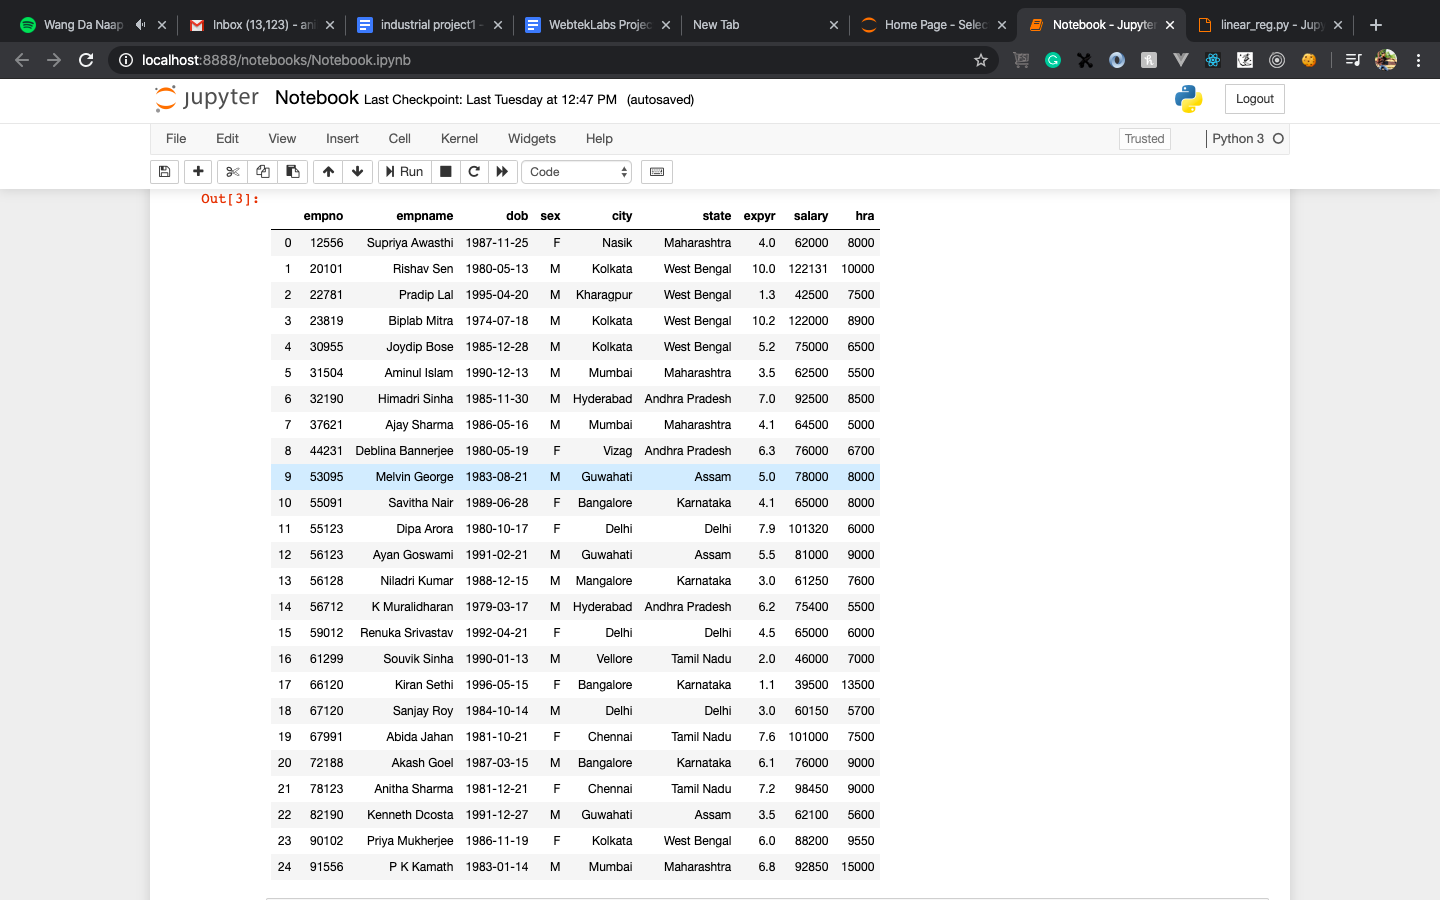 Wang Da Naap
Inbox (13,123) - an
industrial project1 -
WebtekLabs Projec
New Tab
Home Page - Selec
Notebook - Jupyter
linear_reg.py - Jup
localhost:8888/notebooks/Notebook.ipynb
jupyter Notebook Last Checkpoint: Last Tuesday at 12:47 PM (autosaved)
Logout
File Edit View Insert Cell Kernel Widgets Help
Trusted
Python 3
Run
Code
Out[3]:
empno empname dob sex city state expyr salary hra
0 12556 Supriya Awasthi 1987-11-25 F Nasik Maharashtra 4.0 62000 8000
1 20101 Rishav Sen 1980-05-13 M Kolkata West Bengal 10.0 122131 10000
2 22781 Pradip Lal 1995-04-20 M Kharagpur West Bengal 1.3 42500 7500
3 23819 Biplab Mitra 1974-07-18 M Kolkata West Bengal 10.2 122000 8900
4 30955 Joydip Bose 1985-12-28 M Kolkata West Bengal 5.2 75000 6500
5 31504 Aminul Islam 1990-12-13 M Mumbai Maharashtra 3.5 62500 5500
6 32190 Himadri Sinha 1985-11-30 M Hyderabad Andhra Pradesh 7.0 92500 8500
7 37621 Ajay Sharma 1986-05-16 M Mumbai Maharashtra 4.1 64500 5000
8 44231 Deblina Bannerjee 1980-05-19 F Vizag Andhra Pradesh 6.3 76000 6700
9 53095 Melvin George 1983-08-21 M Guwahati Assam 5.0 78000 8000
10 55091 Savitha Nair 1989-06-28 F Bangalore Karnataka 4.1 65000 8000
11 55123 Dipa Arora 1980-10-17 F Delhi Delhi 7.9 101320 6000
12 56123 Ayan Goswami 1991-02-21 M Guwahati Assam 5.5 81000 9000
13 56128 Niladri Kumar 1988-12-15 M Mangalore Karnataka 3.0 61250 7600
14 56712 K Muralidharan 1979-03-17 M Hyderabad Andhra Pradesh 6.2 75400 5500
15 59012 Renuka Srivastav 1992-04-21 F Delhi Delhi 4.5 65000 6000
16 61299 Souvik Sinha 1990-01-13 M Vellore Tamil Nadu 2.0 46000 7000
17 66120 Kiran Sethi 1996-05-15 F Bangalore Karnataka 1.1 39500 13500
18 67120 Sanjay Roy 1984-10-14 M Delhi Delhi 3.0 60150 5700
19 67991 Abida Jahan 1981-10-21 F Chennai Tamil Nadu 7.6 101000 7500
20 72188 Akash Goel 1987-03-15 M Bangalore Karnataka 6.1 76000 9000
21 78123 Anitha Sharma 1981-12-21 F Chennai Tamil Nadu 7.2 98450 9000
22 82190 Kenneth Dcosta 1991-12-27 M Guwahati Assam 3.5 62100 5600
23 90102 Priya Mukherjee 1986-11-19 F Kolkata West Bengal 6.0 88200 9550
24 91556 P K Kamath 1983-01-14 M Mumbai Maharashtra 6.8 92850 15000